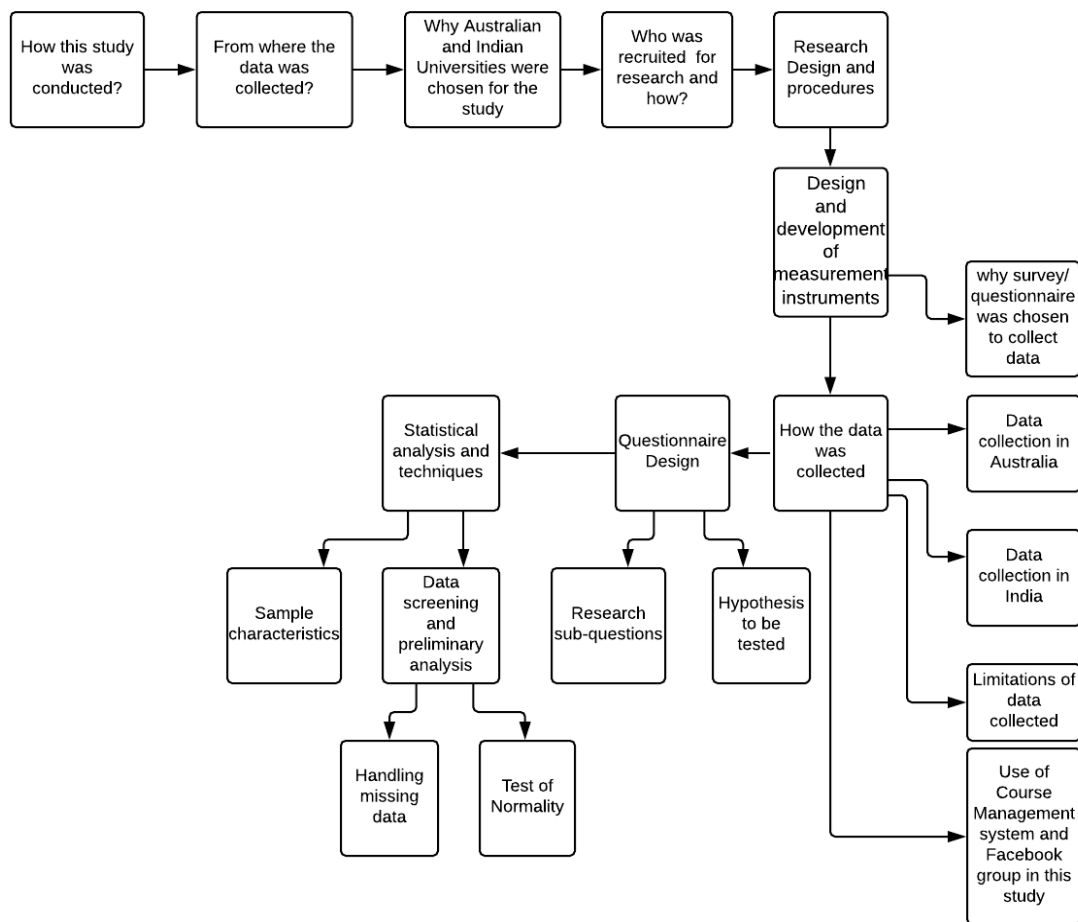 How this study
was
conducted?
From where the
data was
collected?
Why Australian
and Indian
Universities were
chosen for the
study
Who was
recruited for
research and
how?
Research
Design and
procedures
Design
and
development
of
measurement
instruments
why survey/
questionnaire
was chosen
to collect
data
Statistical
analysis and
techniques
Questionnaire
Design
How the data
was
collected
Data
collection in
Australia
Sample
characteristics
Data
screening
and
preliminary
analysis
Research
sub-questions
Hypothesis
to be
tested
Data
collection in
India
Limitations of
data
collected
Handling
missing
data
Test of
Normality
Use of
Course
Management
system and
Facebook
group in this
study